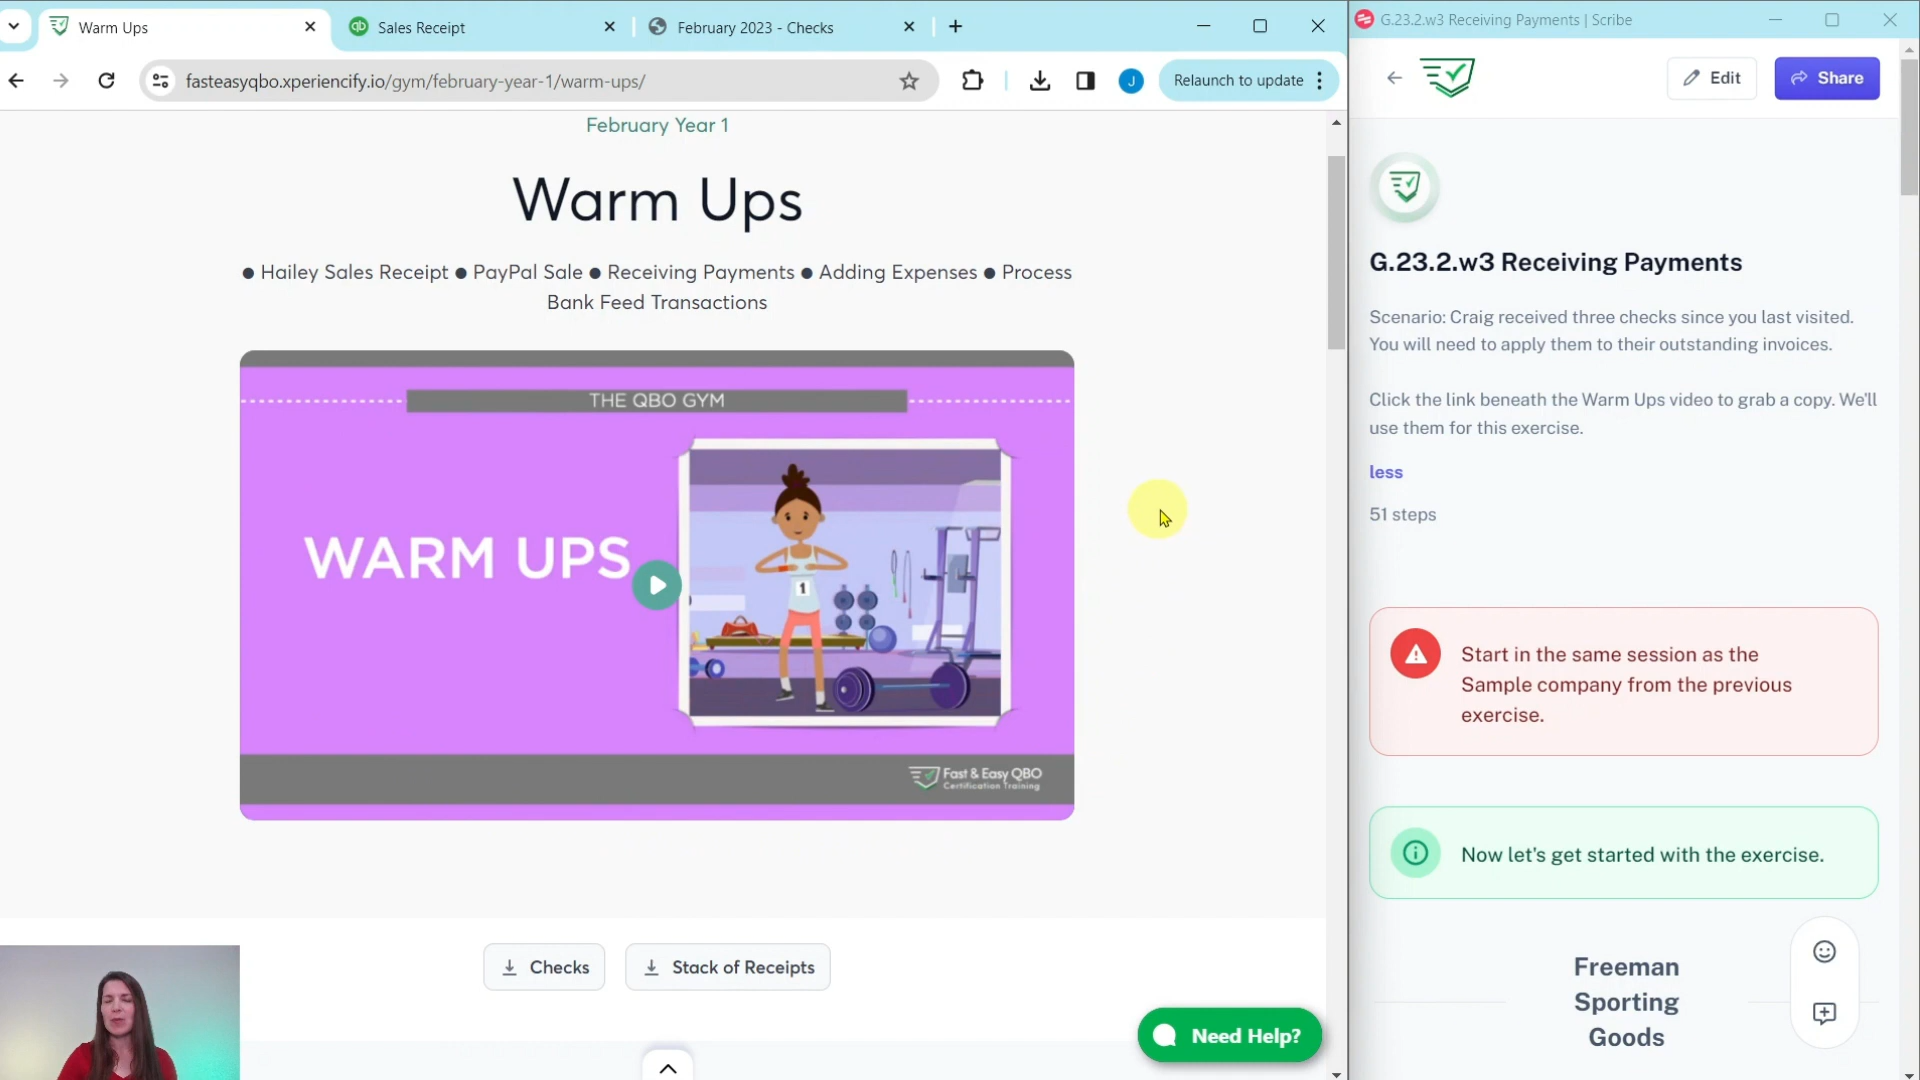 Warm Ups
qb Sales Receipt
February 2023 - Checks
fasteasyqbo.xperiencify.io/gym/february-year-1/warm-ups/
J
Relaunch to update
February Year 1
Warm Ups
● Hailey Sales Receipt ● PayPal Sale ● Receiving Payments ● Adding Expenses ● Process
Bank Feed Transactions
THE QBO GYM
WARM UPS
1
Fast & Easy QBO
Certification Training
Checks
Stack of Receipts
Need Help?
G.23.2.w3 Receiving Payments | Scribe
Edit
Share
G.23.2.w3 Receiving Payments
Scenario: Craig received three checks since you last visited.
You will need to apply them to their outstanding invoices.
Click the link beneath the Warm Ups video to grab a copy. We'll
use them for this exercise.
less
51 steps
Start in the same session as the
Sample company from the previous
exercise.
Now let's get started with the exercise.
Freeman
Sporting
Goods